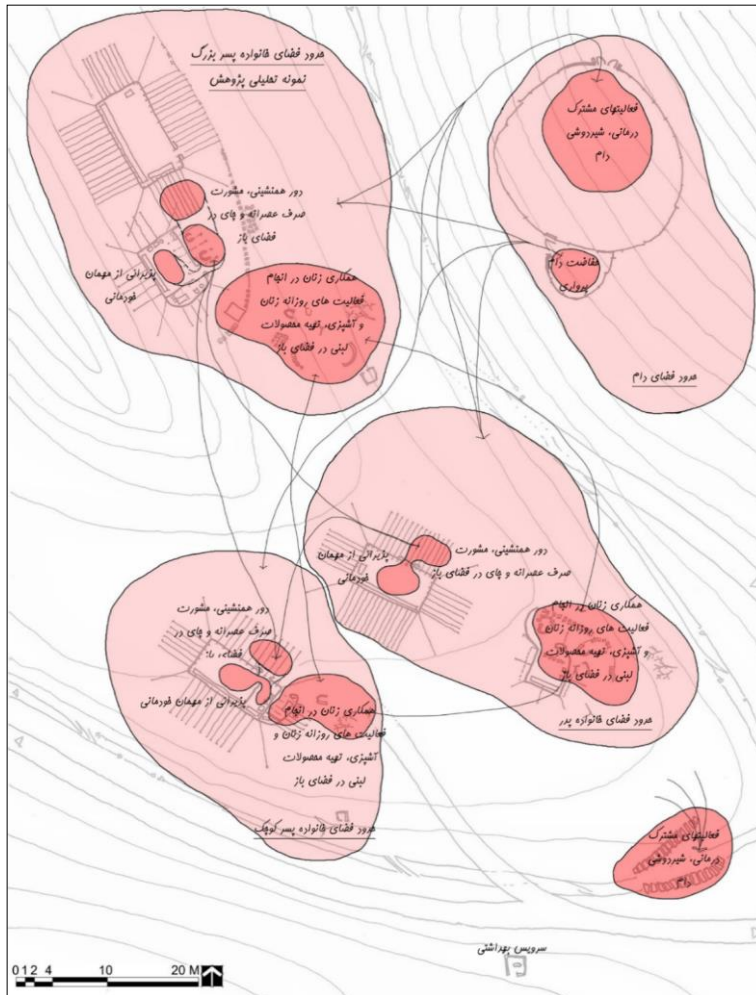 حدود فضای خانواده پسر بزرگ
نمونه تحلیلی پژوهش
دور همنشینی، مشورت
صرف عصرانه و چای در
فضای باز
پذیرایی از مهمان
خودمانی
همکاری زنان در انجام
فعالیت های روزانه زنان
و آشپزی، تهیه محصولات
لبنی در فضای باز
فعالیتهای مشترک
درمانی، شیردوشی
دام
حفاضت دام
پرواری
حدود فضای دام
دور همنشینی، مشورت
صرف عصرانه و چای در فضای باز
پذیرایی از مهمان
خودمانی
همکاری زنان در انجام
فعالیت های روزانه زنان
و آشپزی، تهیه محصولات
لبنی در فضای باز
حدود فضای خانواده پدر
دور همنشینی، مشورت
صرف عصرانه و چای در
فضای باز
پذیرایی از مهمان خودمانی
همکاری زنان در انجام
فعالیت های روزانه زنان و
آشپزی، تهیه محصولات
لبنی در فضای باز
حدود فضای خانواده پسر کوچک
فعالیتهای مشترک
درمانی، شیردوشی
دام
سرویس بهداشتی
0 1 2 4 10 20 M